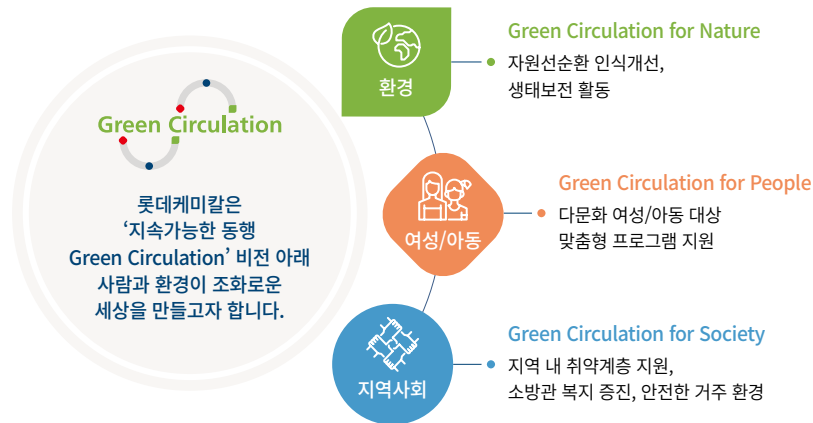 Green Circulation
롯데케미칼은
‘지속가능한 동행
Green Circulation’ 비전 아래
사람과 환경이 조화로운
세상을 만들고자 합니다.
환경
Green Circulation for Nature
자원선순환 인식개선,
생태보전 활동
여성/아동
Green Circulation for People
다문화 여성/아동 대상
맞춤형 프로그램 지원
지역사회
Green Circulation for Society
지역 내 취약계층 지원,
소방관 복지 증진, 안전한 거주 환경